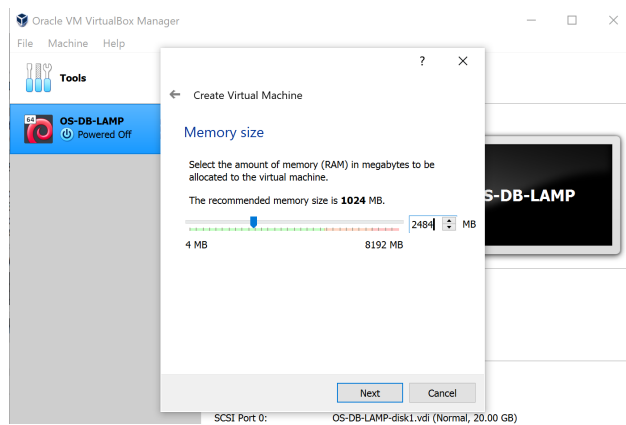 Oracle VM VirtualBox Manager
File Machine Help
Tools
? ×
Create Virtual Machine
64
OS-DB-LAMP
Powered Off
Memory size
Select the amount of memory (RAM) in megabytes to be
allocated to the virtual machine.
The recommended memory size is 1024 MB.
2484 MB
4 MB 8192 MB
S-DB-LAMP
Next Cancel
SCSI Port 0: OS-DB-LAMP-disk1.vdi (Normal, 20.00 GB)